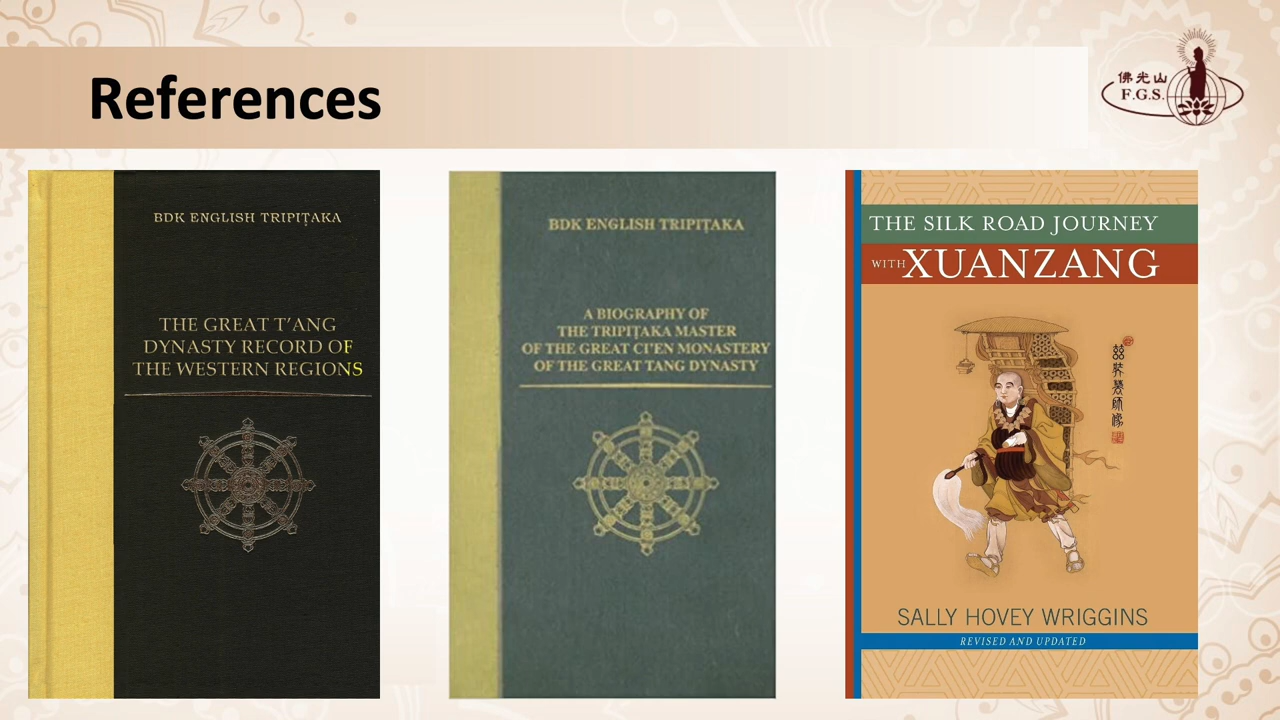 References
佛光山
F.G.S.
BDK ENGLISH TRIPIṬAKA
THE GREAT T’ANG
DYNASTY RECORD OF
THE WESTERN REGIONS
BDK ENGLISH TRIPIṬAKA
A BIOGRAPHY OF
THE TRIPIṬAKA MASTER
OF THE GREAT CI’EN MONASTERY
OF THE GREAT TANG DYNASTY
THE SILK ROAD JOURNEY
WITH XUANZANG
SALLY HOVEY WRIGGINS
REVISED AND UPDATED